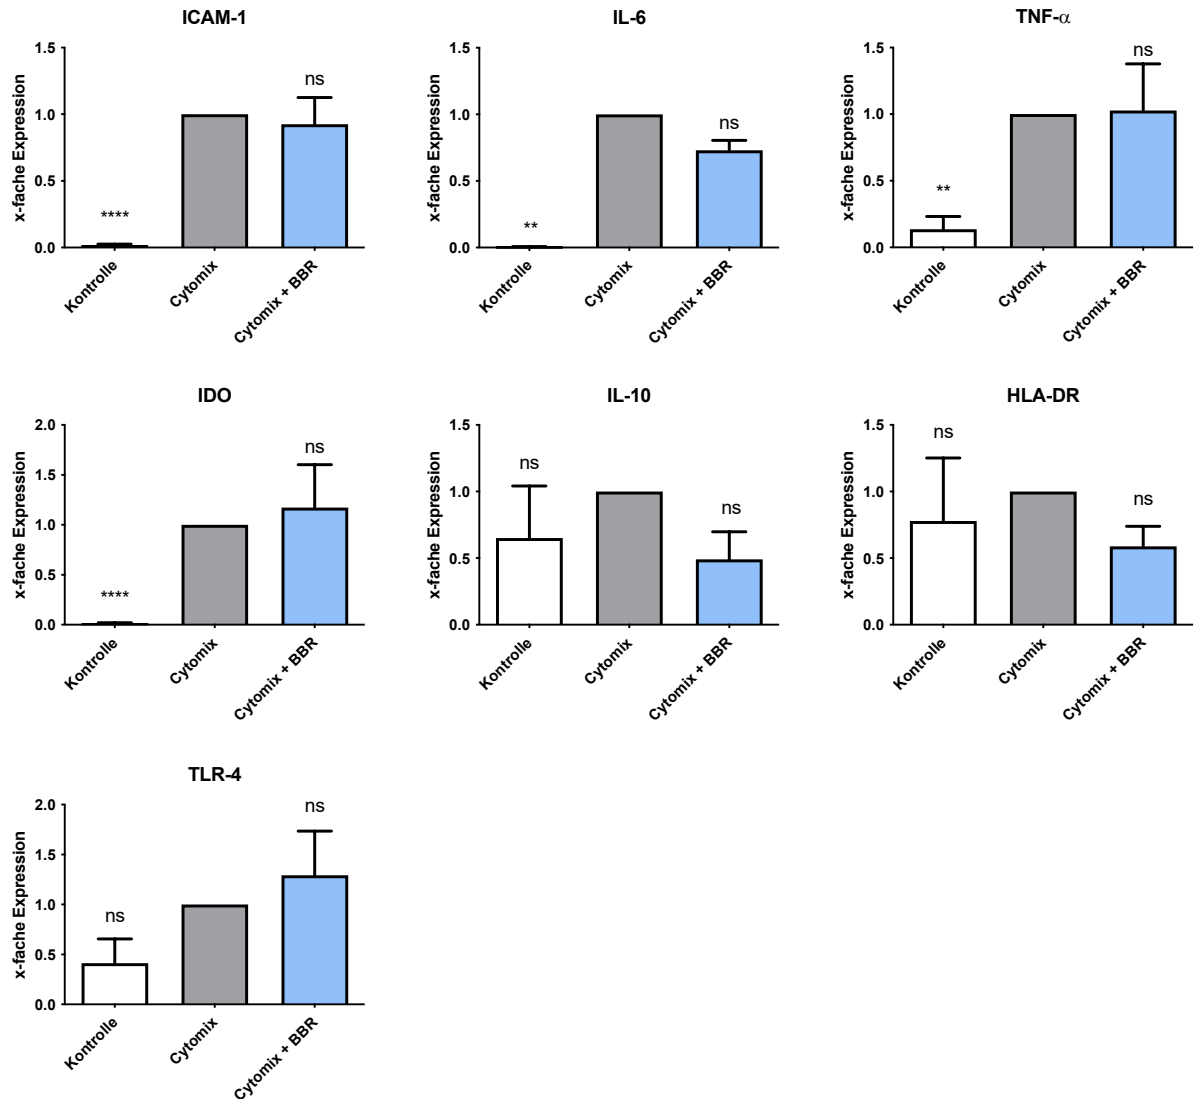 ICAM-1
x-fache Expression
1.5
1.0
0.5
0.0
****
ns
Kontrolle
Cytomix
Cytomix + BBR
IL-6
x-fache Expression
1.5
1.0
0.5
0.0
**
ns
Kontrolle
Cytomix
Cytomix + BBR
TNF-α
x-fache Expression
1.5
1.0
0.5
0.0
**
ns
Kontrolle
Cytomix
Cytomix + BBR
IDO
x-fache Expression
2.0
1.5
1.0
0.5
0.0
****
ns
Kontrolle
Cytomix
Cytomix + BBR
IL-10
x-fache Expression
1.5
1.0
0.5
0.0
ns
ns
Kontrolle
Cytomix
Cytomix + BBR
HLA-DR
x-fache Expression
1.5
1.0
0.5
0.0
ns
ns
Kontrolle
Cytomix
Cytomix + BBR
TLR-4
x-fache Expression
2.0
1.5
1.0
0.5
0.0
ns
ns
Kontrolle
Cytomix
Cytomix + BBR